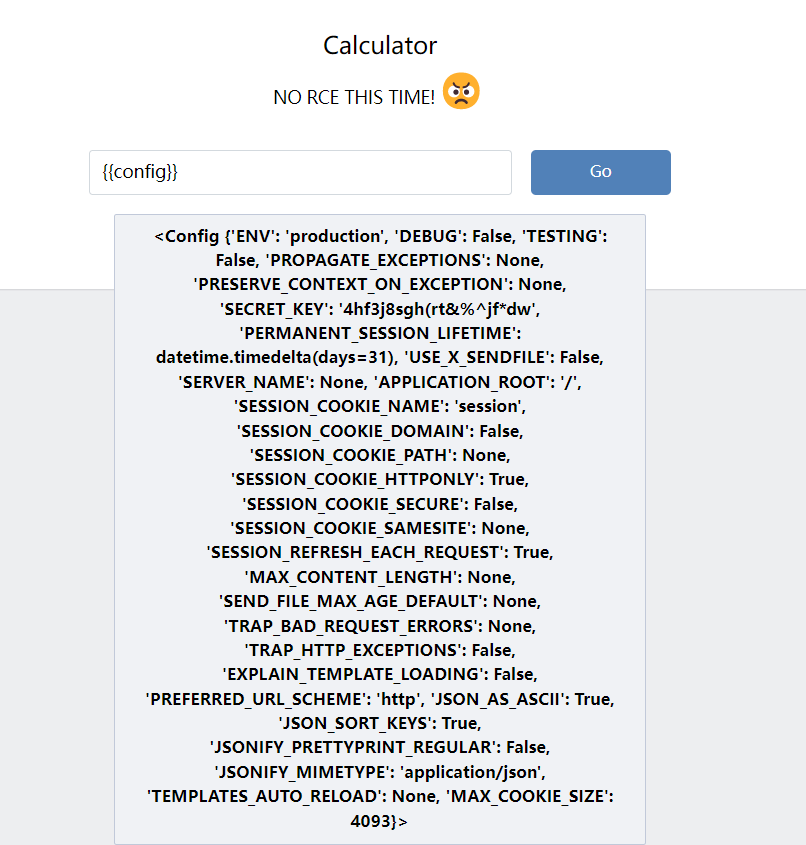 Calculator
NO RCE THIS TIME!
{{config}}
Go
<Config {'ENV': 'production', 'DEBUG': False, 'TESTING':
False, 'PROPAGATE_EXCEPTIONS': None,
'PRESERVE_CONTEXT_ON_EXCEPTION': None,
'SECRET_KEY': '4hf3j8sgh(rt&%^jf*dw',
'PERMANENT_SESSION_LIFETIME':
datetime.timedelta(days=31), 'USE_X_SENDFILE': False,
'SERVER_NAME': None, 'APPLICATION_ROOT': '/',
'SESSION_COOKIE_NAME': 'session',
'SESSION_COOKIE_DOMAIN': False,
'SESSION_COOKIE_PATH': None,
'SESSION_COOKIE_HTTPONLY': True,
'SESSION_COOKIE_SECURE': False,
'SESSION_COOKIE_SAMESITE': None,
'SESSION_REFRESH_EACH_REQUEST': True,
'MAX_CONTENT_LENGTH': None,
'SEND_FILE_MAX_AGE_DEFAULT': None,
'TRAP_BAD_REQUEST_ERRORS': None,
'TRAP_HTTP_EXCEPTIONS': False,
'EXPLAIN_TEMPLATE_LOADING': False,
'PREFERRED_URL_SCHEME': 'http', 'JSON_AS_ASCII': True,
'JSON_SORT_KEYS': True,
'JSONIFY_PRETTYPRINT_REGULAR': False,
'JSONIFY_MIMETYPE': 'application/json',
'TEMPLATES_AUTO_RELOAD': None, 'MAX_COOKIE_SIZE':
4093}>